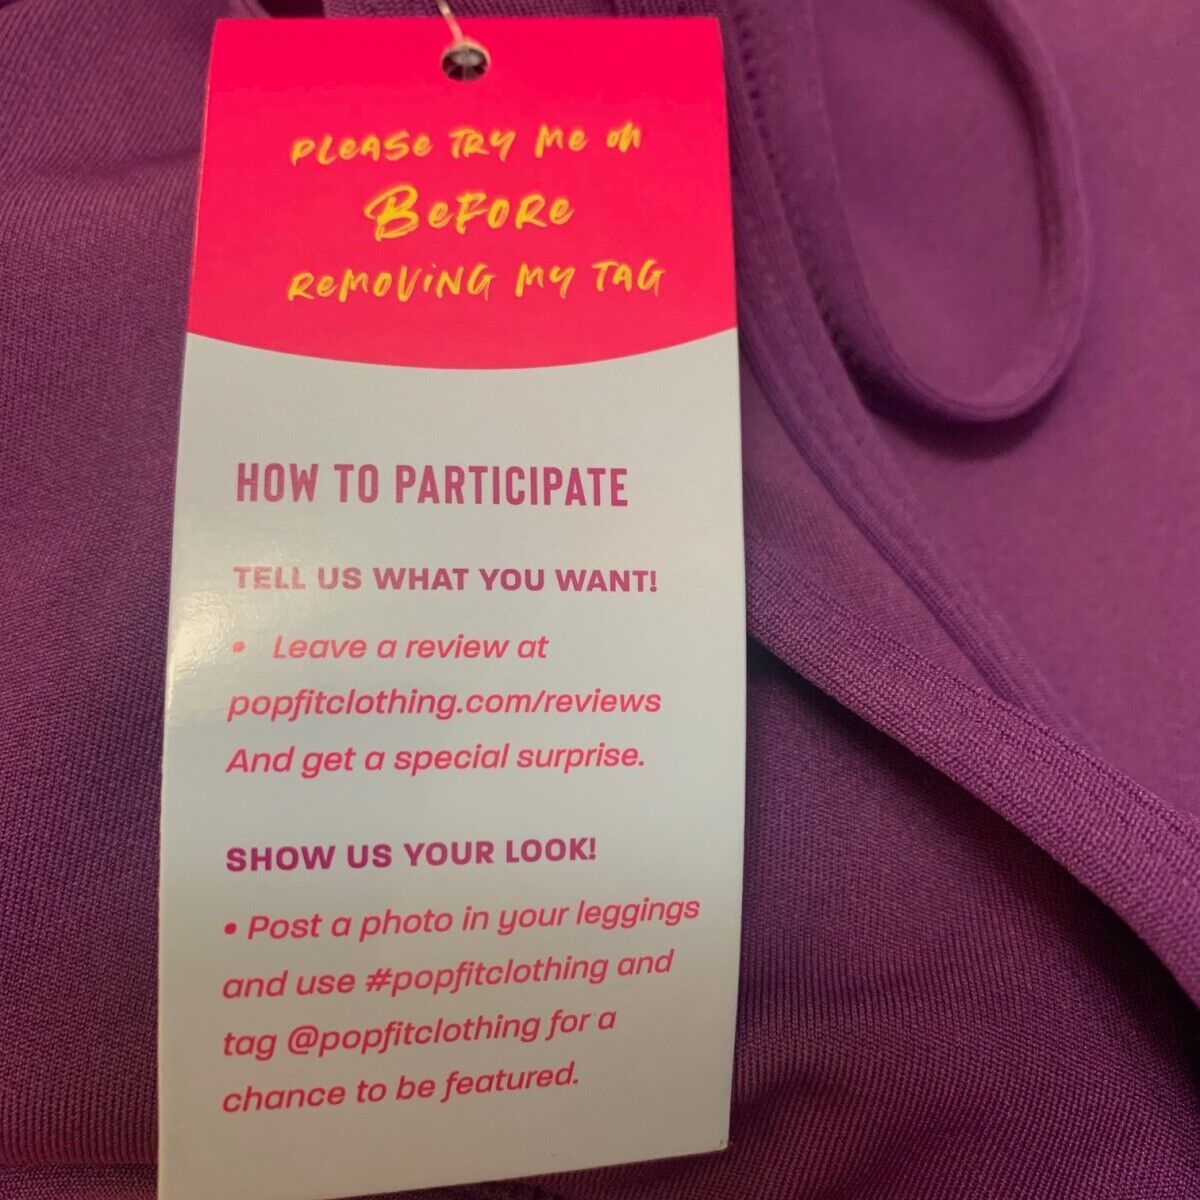 PLEASE TRY ME ON
BEFORE
REMOVING MY TAG
HOW TO PARTICIPATE
TELL US WHAT YOU WANT!
• Leave a review at
popfitclothing.com/reviews
And get a special surprise.
SHOW US YOUR LOOK!
• Post a photo in your leggings
and use #popfitclothing and
tag @popfitclothing for a
chance to be featured.